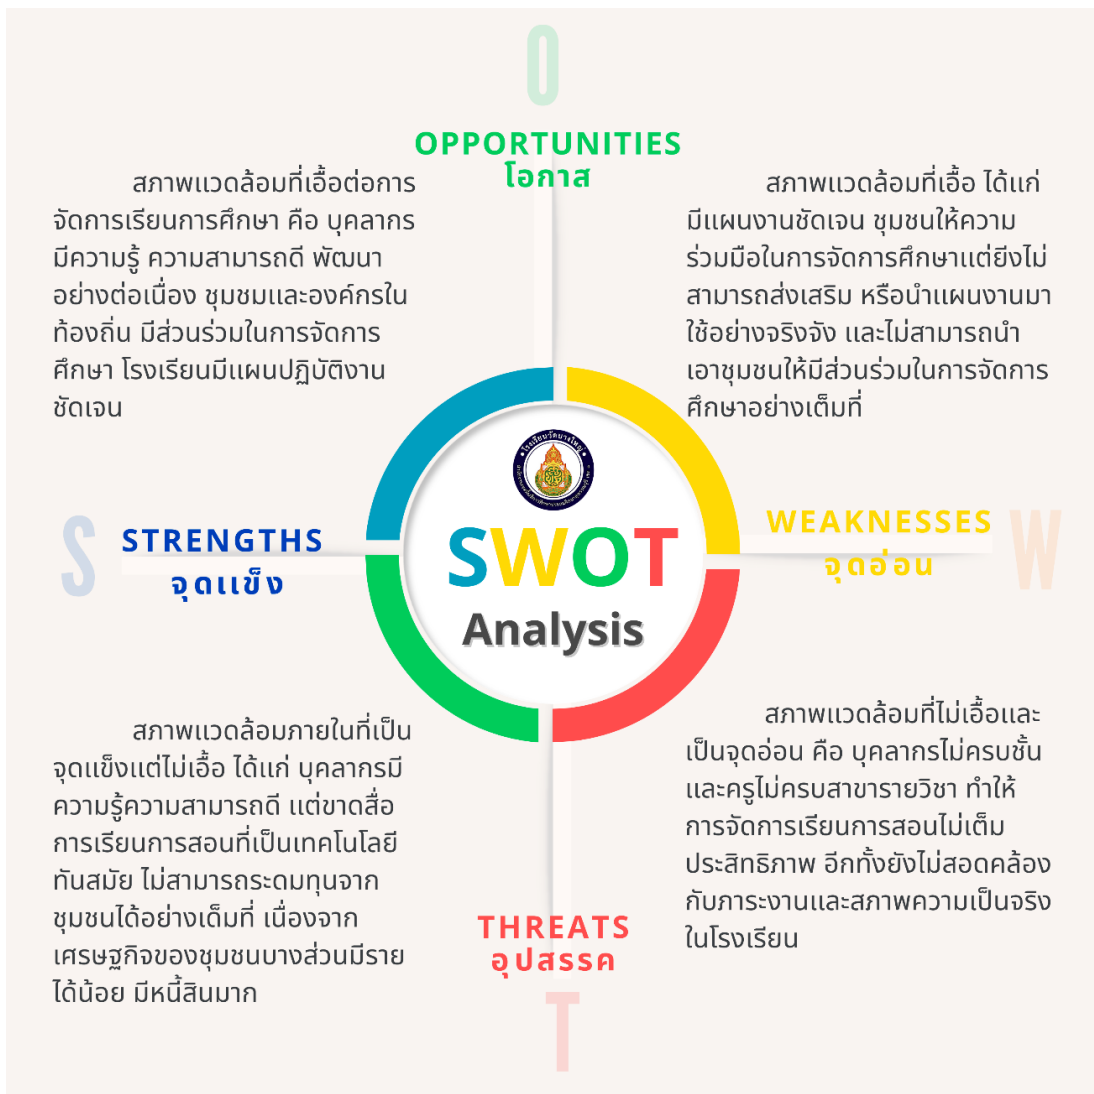 O
OPPORTUNITIES
โอกาส
สภาพแวดล้อมที่เอื้อต่อการ
จัดการเรียนการศึกษา คือ บุคลากร
มีความรู้ ความสามารถดี พัฒนา
อย่างต่อเนื่อง ชุมชมและองค์กรใน
ท้องถิ่น มีส่วนร่วมในการจัดการ
ศึกษา โรงเรียนมีแผนปฏิบัติงาน
ชัดเจน
สภาพแวดล้อมที่เอื้อ ได้แก่
มีแผนงานชัดเจน ชุมชนให้ความ
ร่วมมือในการจัดการศึกษาแต่ยีงไม่
สามารถส่งเสริม หรือนำแผนงานมา
ใช้อย่างจริงจัง และไม่สามารถนำ
เอาชุมชนให้มีส่วนร่วมในการจัดการ
ศึกษาอย่างเต็มที่
S
STRENGTHS
จุดแข็ง
โรงเรียนวัดบางใหญ่
SWOT
Analysis
WEAKNESSES
จุดอ่อน
W
สภาพแวดล้อมภายในที่เป็น
จุดแข็งแต่ไม่เอื้อ ได้แก่ บุคลากรมี
ความรู้ความสามารถดี แต่ขาดสื่อ
การเรียนการสอนที่เป็นเทคโนโลยี
ทันสมัย ไม่สามารถระดมทุนจาก
ชุมชนได้อย่างเด็มที่ เนื่องจาก
เศรษฐกิจของชุมชนบางส่วนมีราย
ได้น้อย มีหนี้สินมาก
สภาพแวดล้อมที่ไม่เอื้อและ
เป็นจุดอ่อน คือ บุคลากรไม่ครบชั้น
และครูไม่ครบสาขารายวิชา ทำให้
การจัดการเรียนการสอนไม่เต็ม
ประสิทธิภาพ อีกทั้งยังไม่สอดคล้อง
กับภาระงานและสภาพความเป็นจริง
ในโรงเรียน
THREATS
อุปสรรค
T